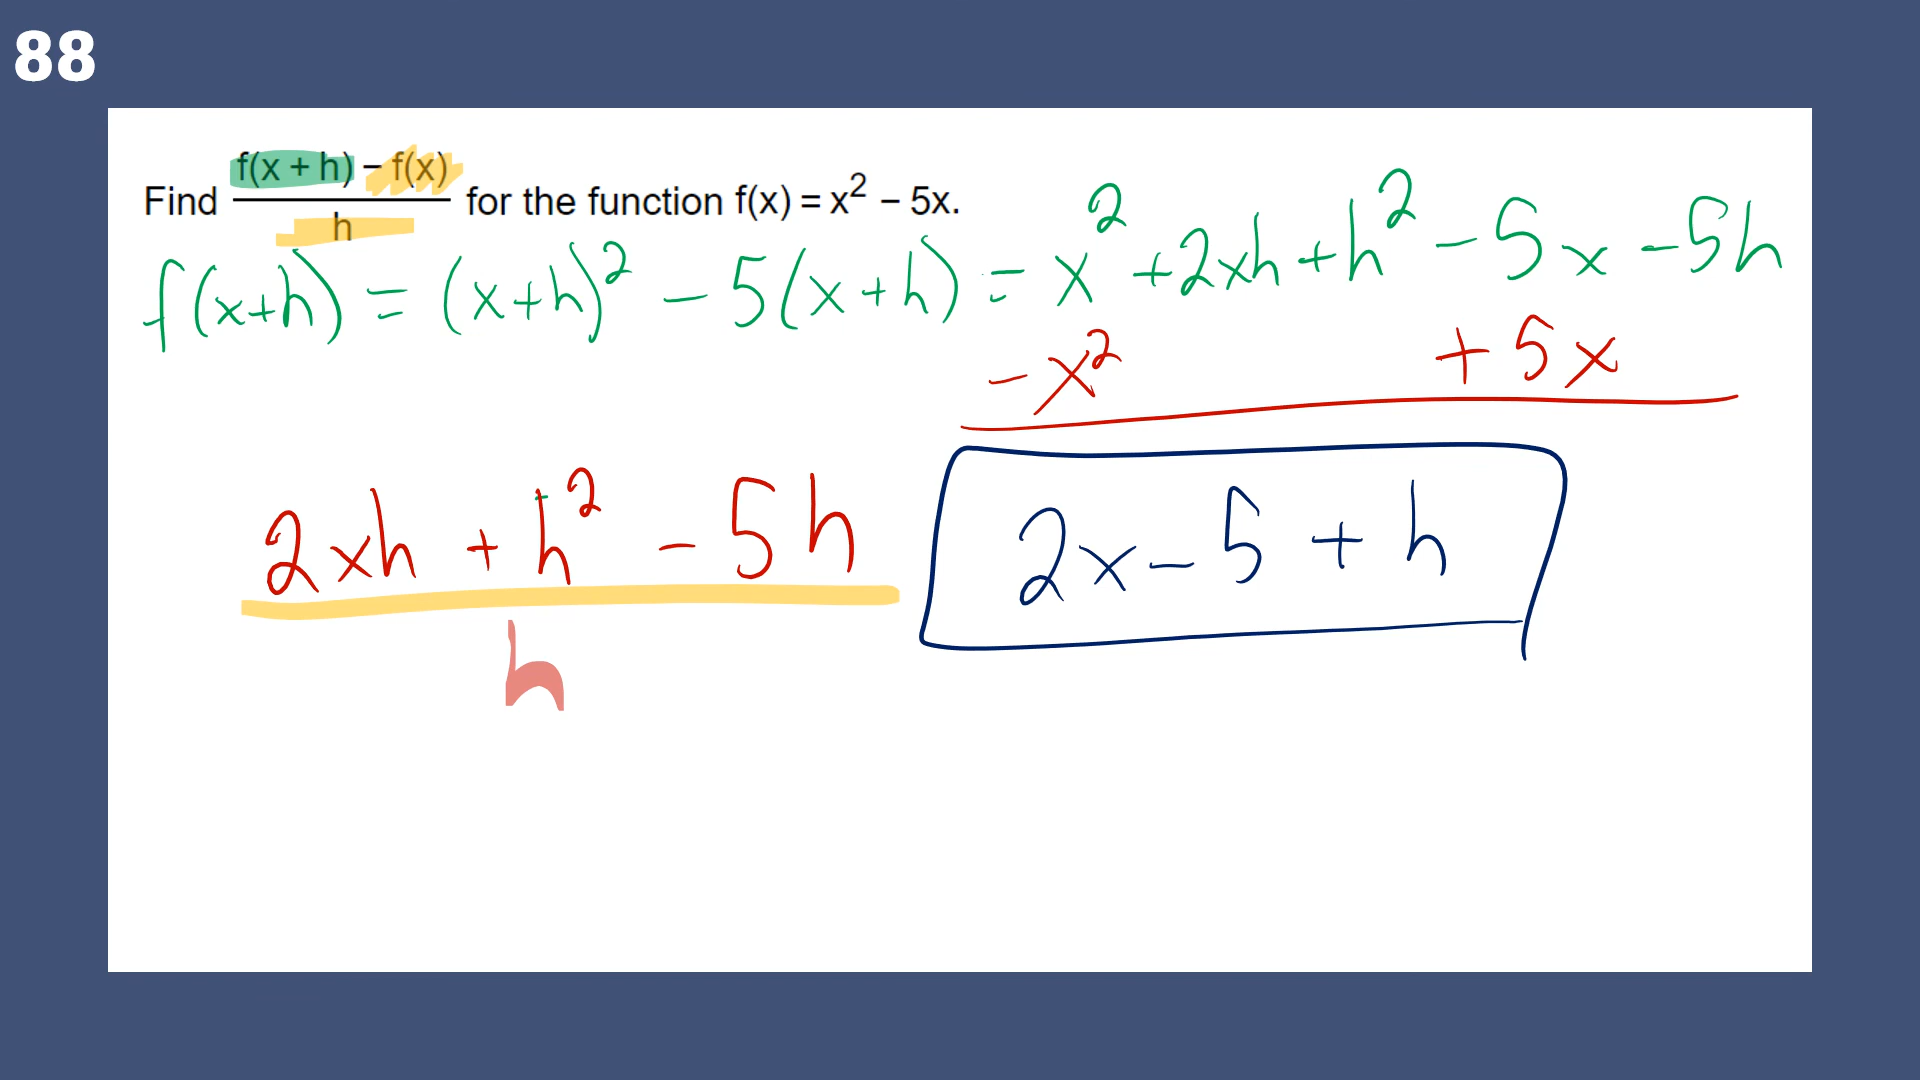 88
Find f(x + h) − f(x) / h for the function f(x) = x² − 5x.
f(x+h) = (x+h)² − 5(x+h) = x² + 2xh + h² − 5x − 5h
− x² + 5x
2xh + h² − 5h
h
2x − 5 + h